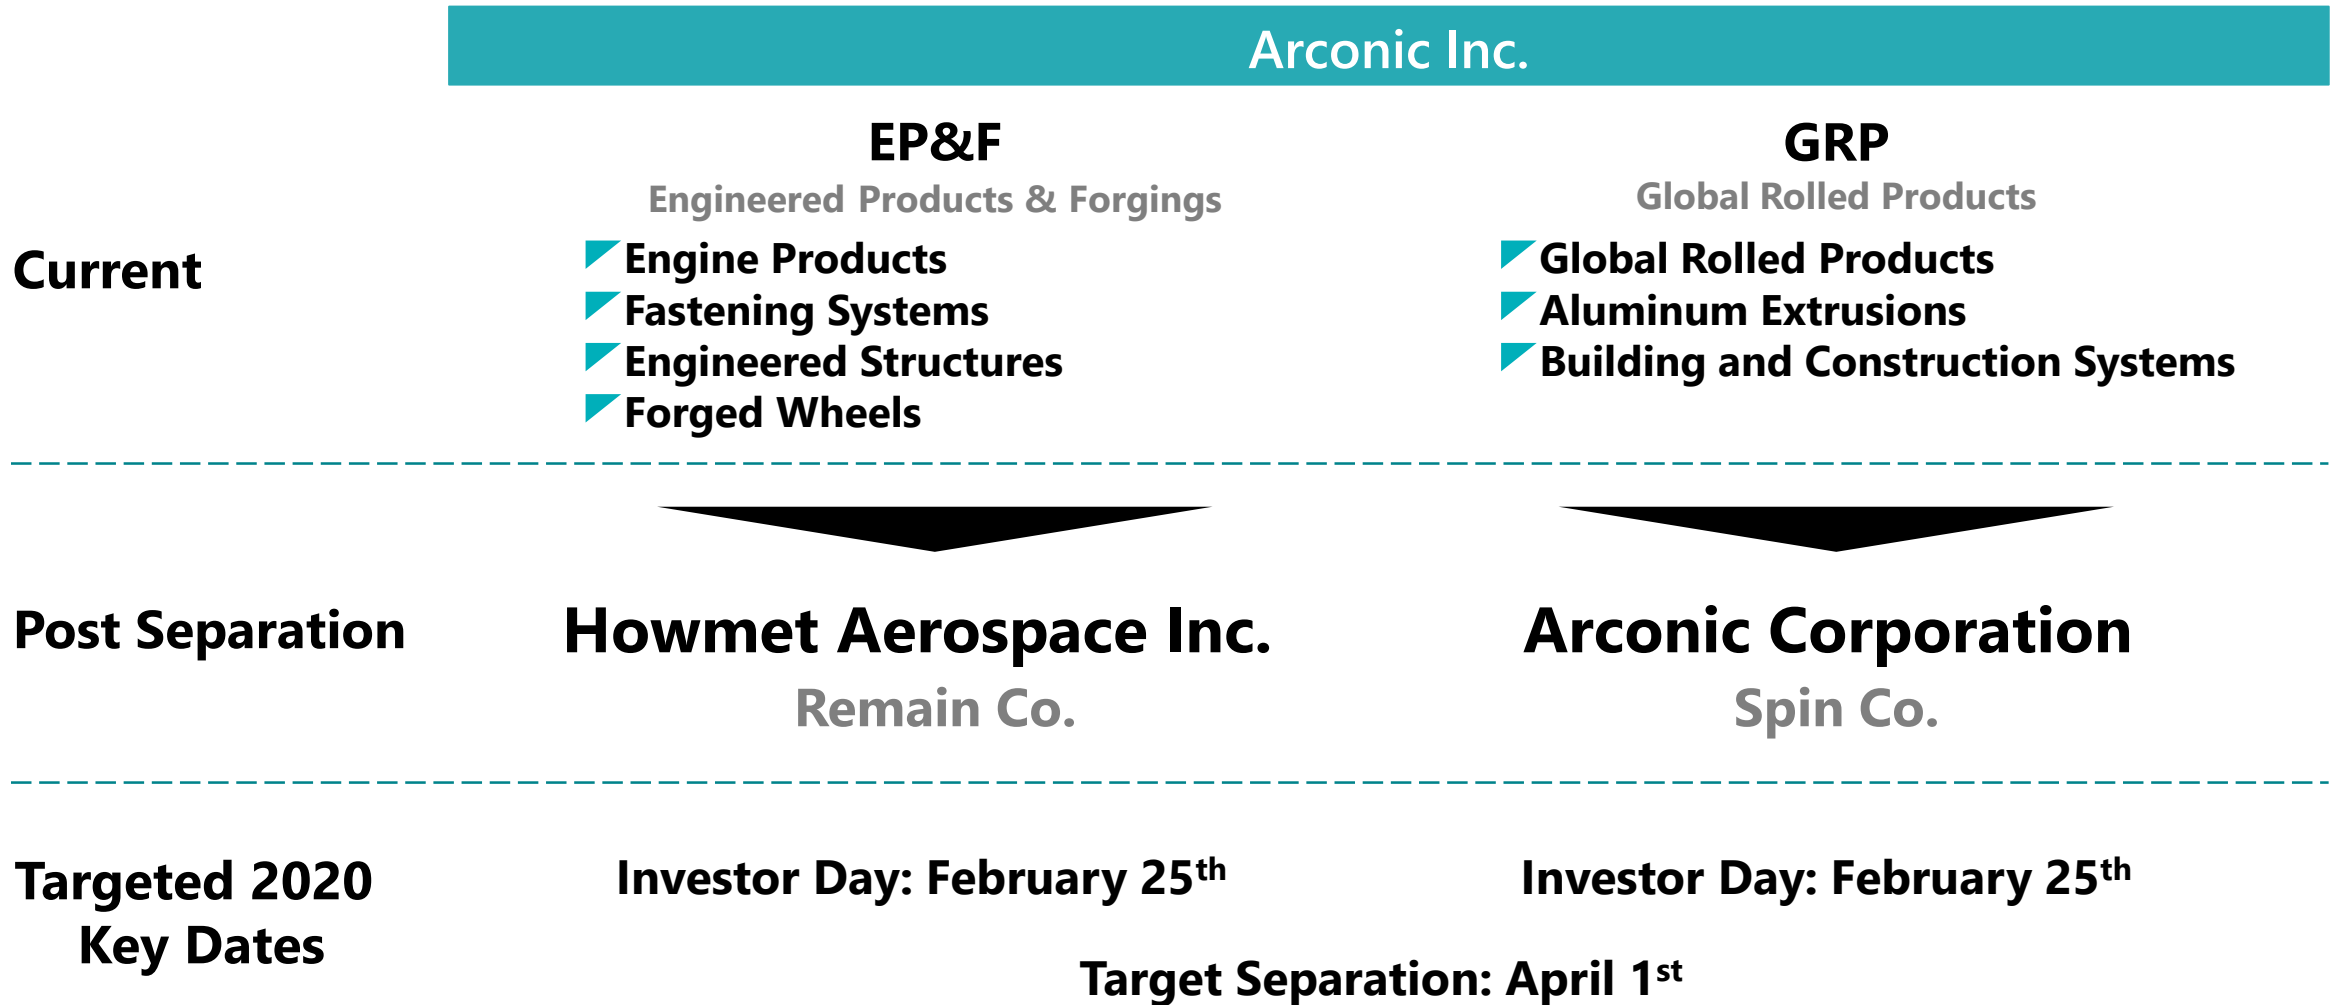 Arconic Inc.
EP&F
Engineered Products & Forgings
GRP
Global Rolled Products
Current
Engine Products
Fastening Systems
Engineered Structures
Forged Wheels
Global Rolled Products
Aluminum Extrusions
Building and Construction Systems
Post Separation
Howmet Aerospace Inc.
Remain Co.
Arconic Corporation
Spin Co.
Targeted 2020
Key Dates
Investor Day: February 25th
Investor Day: February 25th
Target Separation: April 1st